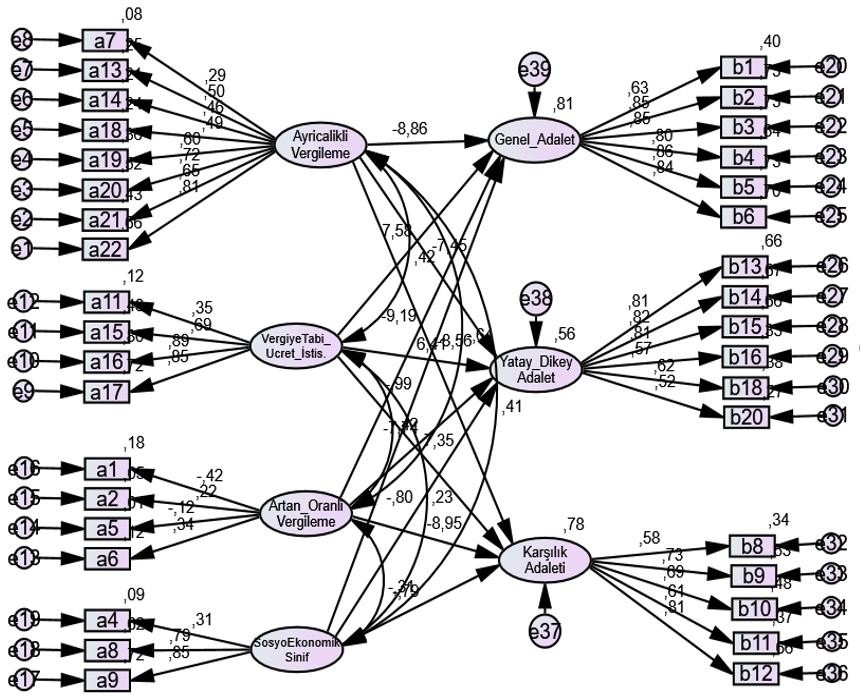 ,08
e8 a7
e7 a13
e6 a14
e5 a18
e4 a19
e3 a20
e2 a21
e1 a22
,29
,50
,46
,49
,60
,72
,65
,81
Ayricalikli
Vergileme
-8,86
e39
,81
Genel_Adalet
,63
,85
,85
,80
,86
,84
,40
b1 e20
b2 e21
b3 e22
b4 e23
b5 e24
b6 e25
,12
e12 a11
e11 a15
e10 a16
e9 a17
,35
,69
,89
,85
VergiyeTabi_
Ucret_İstis.
7,58
,42
-7,45
-9,19
e38
,56
Yatay_Dikey
Adalet
,81
,82
,81
,57
,62
,52
,66
b13 e26
b14 e27
b15 e28
b16 e29
b18 e30
b20 e31
,41
-,99
7,35
,18
e16 a1
e15 a2
e14 a5
e13 a6
-,42
,22
-,12
,34
Artan_Oranlı
Vergileme
-,80
,23
-8,95
,78
Karşılık
Adaleti
e37
,58
,73
,69
,61
,81
,34
b8 e32
b9 e33
b10 e34
b11 e35
b12 e36
,09
e19 a4
e18 a8
e17 a9
,31
,79
,85
SosyoEkonomik
Sinif